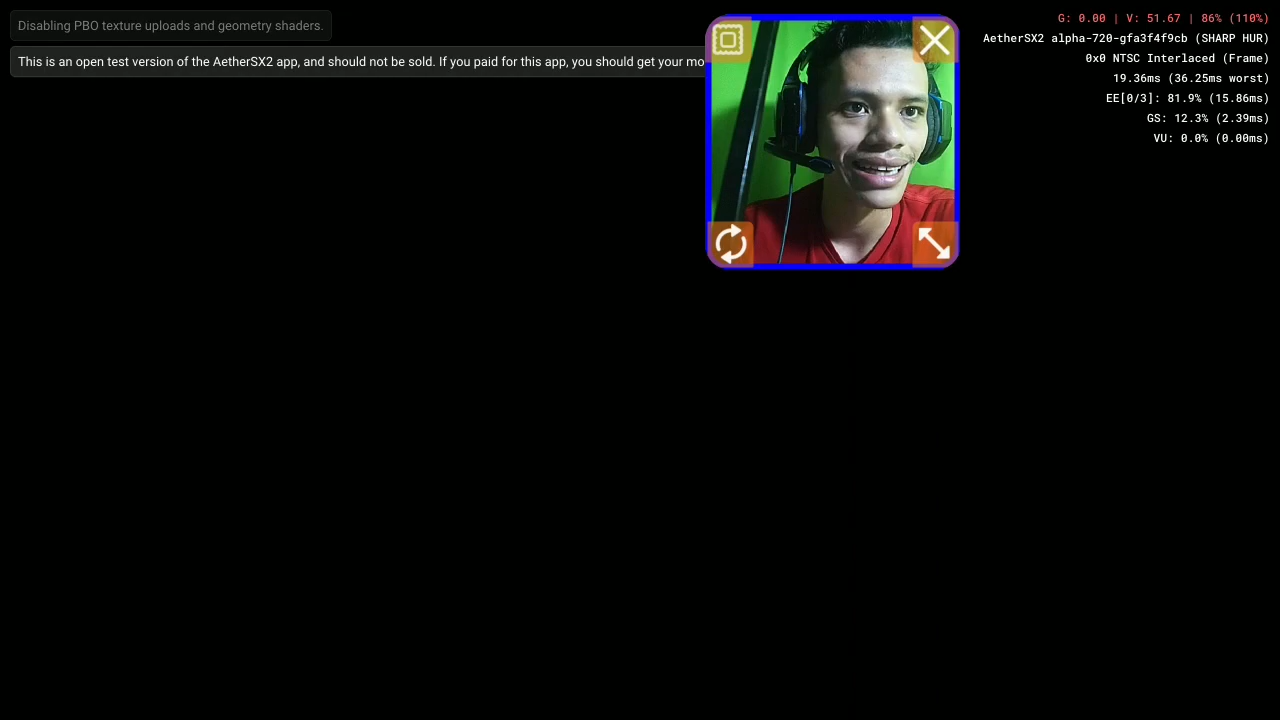 Disabling PBO texture uploads and geometry shaders.
This is an open test version of the AetherSX2 app, and should not be sold. If you paid for this app, you should get your mo
G: 0.00 | V: 51.67 | 86% (110%)
AetherSX2 alpha-720-gfa3f4f9cb (SHARP HUR)
0x0 NTSC Interlaced (Frame)
19.36ms (36.25ms worst)
EE[0/3]: 81.9% (15.86ms)
GS: 12.3% (2.39ms)
VU: 0.0% (0.00ms)